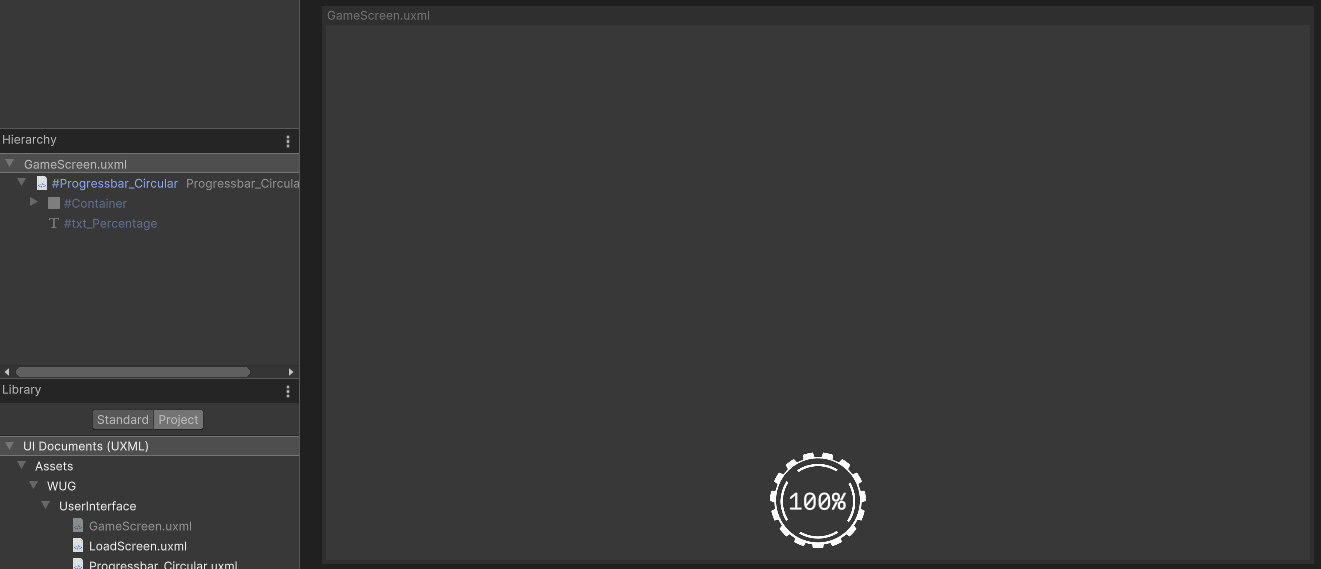 GameScreen.uxml
Hierarchy
GameScreen.uxml
#Progressbar_Circular Progressbar_Circula
#Container
#txt_Percentage
Library
Standard Project
UI Documents (UXML)
Assets
WUG
UserInterface
GameScreen.uxml
LoadScreen.uxml
Progressbar_Circular.uxml
100%